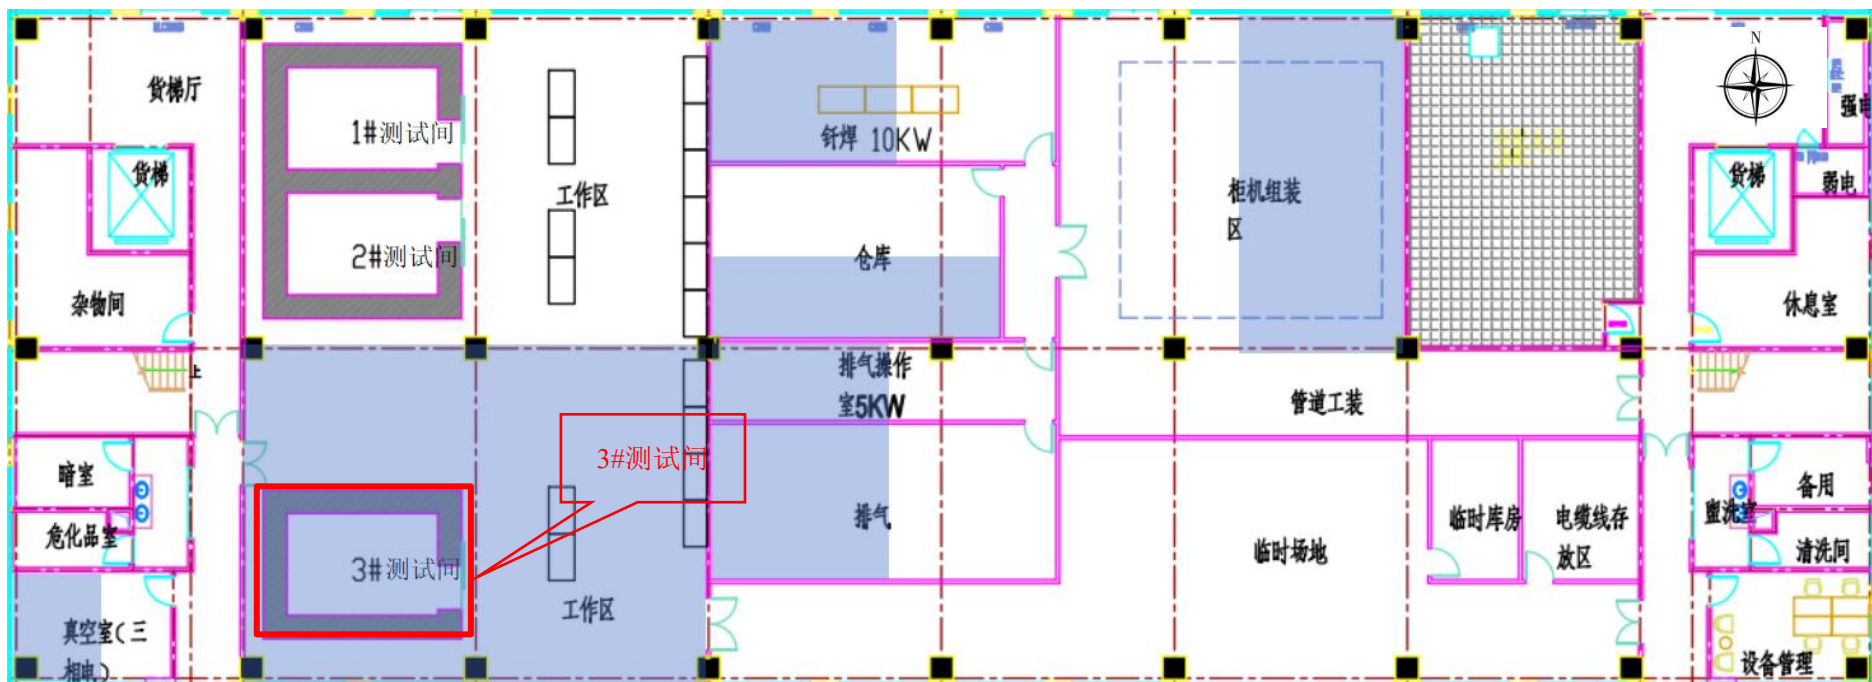 N
货梯厅
1#测试间
钎焊 10KW
强电
货梯
工作区
柜机组装
区
货梯
弱电
2#测试间
仓库
杂物间
休息室
上
排气操作
室5KW
管道工装
3#测试间
暗室
备用
危化品室
排气
临时库房
电缆线存
放区
盥洗室
临时场地
清洗间
3#测试间
工作区
真空室(三
相电)
设备管理